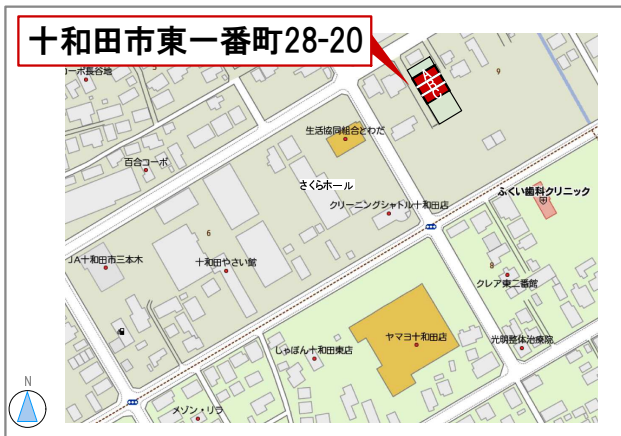 十和田市東一番町28-20
コーポ長谷地
5
9
ABC
生活協同組合とわだ
百合コーポ
さくらホール
ふくい歯科クリニック
クリーニングシャトル十和田店
6
JA十和田市三本木
十和田やさい館
8
クレア東二番館
ヤマヨ十和田店
光明整体治療院
しゃぼん十和田東店
メゾン・リラ
N